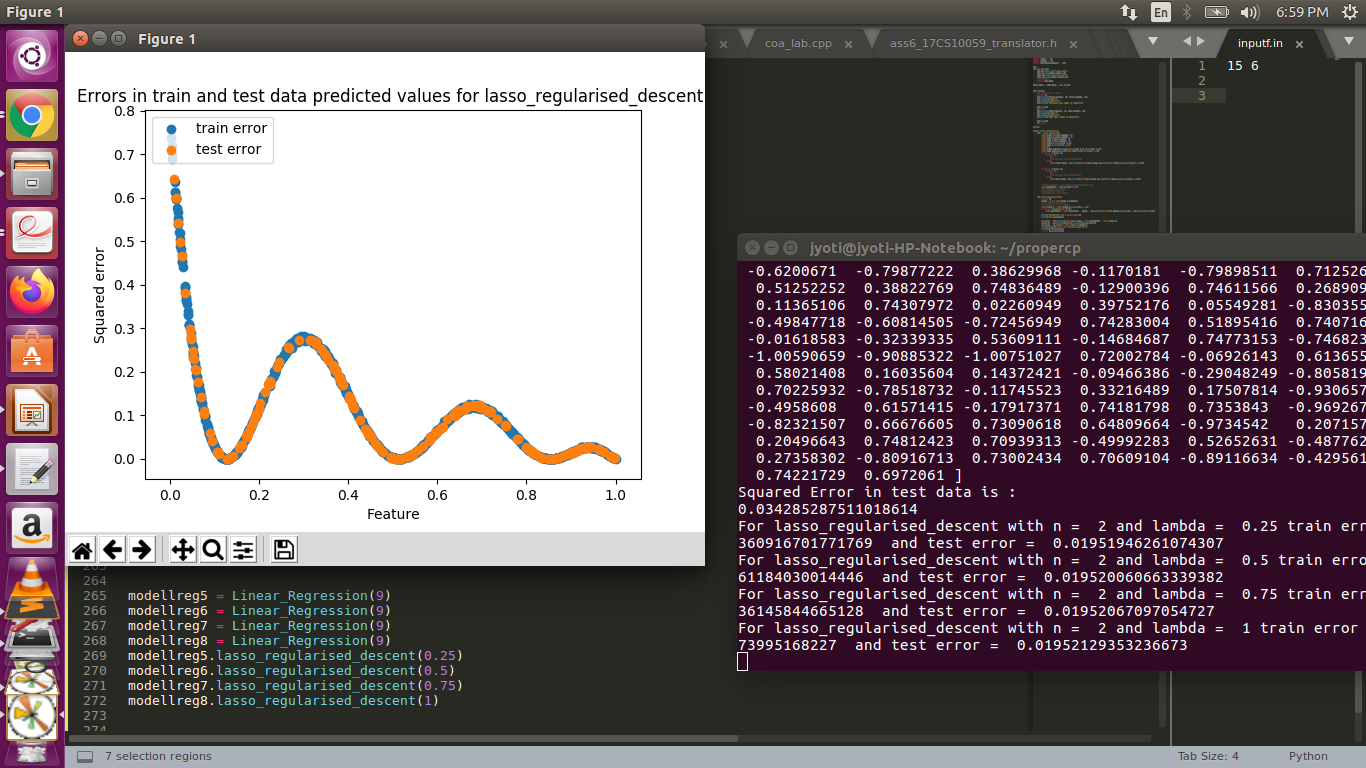 Figure 1
En
6:59 PM
Figure 1
coa_lab.cpp
ass6_17CS10059_translator.h
inputf.in
1 15 6
2
3
Errors in train and test data predicted values for lasso_regularised_descent
0.8
0.7
0.6
0.5
0.4
0.3
0.2
0.1
0.0
train error
test error
Squared error
0.0 0.2 0.4 0.6 0.8 1.0
Feature
jyoti@jyoti-HP-Notebook: ~/propercp
-0.6200671 -0.79877222 0.38629968 -0.1170181 -0.79898511 0.712526
0.51252252 0.38822769 0.74836489 -0.12900396 0.74611566 0.268909
0.11365106 0.74307972 0.02260949 0.39752176 0.05549281 -0.830355
-0.49847718 -0.60814505 -0.72456949 0.74283004 0.51895416 0.740716
-0.01618583 -0.32339335 0.53609111 -0.14684687 0.74773153 -0.746823
-1.00590659 -0.90885322 -1.00751027 0.72002784 -0.06926143 0.613655
0.58021408 0.16035604 0.14372421 -0.09466386 -0.29048249 -0.805819
0.70225932 -0.78518732 -0.11745523 0.33216489 0.17507814 -0.930657
-0.4958608 0.61571415 -0.17917371 0.74181798 0.7353843 -0.969267
-0.82321507 0.66676605 0.73090618 0.64809664 -0.9734542 0.207157
0.20496643 0.74812423 0.70939313 -0.49992283 0.52652631 -0.487762
0.27358302 -0.80916713 0.73002434 0.70609104 -0.89116634 -0.429561
0.74221729 0.6972061 ]
Squared Error in test data is :
0.034285287511018614
For lasso_regularised_descent with n = 2 and lambda = 0.25 train err
360916701771769 and test error = 0.01951946261074307
For lasso_regularised_descent with n = 2 and lambda = 0.5 train err
61184030014446 and test error = 0.019520060663339382
For lasso_regularised_descent with n = 2 and lambda = 0.75 train err
36145844665128 and test error = 0.01952067097054727
For lasso_regularised_descent with n = 2 and lambda = 1 train error
73995168227 and test error = 0.01952129353236673
263
264
265 modellreg5 = Linear_Regression(9)
266 modellreg6 = Linear_Regression(9)
267 modellreg7 = Linear_Regression(9)
268 modellreg8 = Linear_Regression(9)
269 modellreg5.lasso_regularised_descent(0.25)
270 modellreg6.lasso_regularised_descent(0.5)
271 modellreg7.lasso_regularised_descent(0.75)
272 modellreg8.lasso_regularised_descent(1)
273
274
7 selection regions
Tab Size: 4
Python